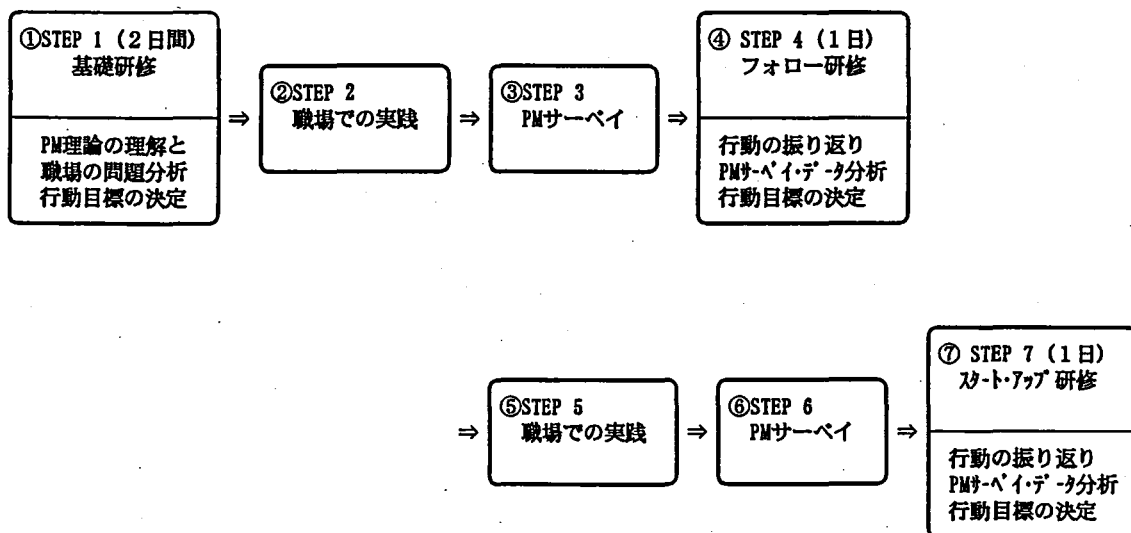 ①STEP 1（2日間）
基礎研修
PM理論の理解と
職場の問題分析
行動目標の決定
⇒
②STEP 2
職場での実践
⇒
③STEP 3
PMサーベイ
⇒
④ STEP 4（1日）
フォロー研修
行動の振り返り
PMｻｰﾍﾞｲ･ﾃﾞｰﾀ分析
行動目標の決定
⇒
⑤STEP 5
職場での実践
⇒
⑥STEP 6
PMサーベイ
⇒
⑦ STEP 7（1日）
ｽﾀｰﾄ･ｱｯﾌﾟ研修
行動の振り返り
PMｻｰﾍﾞｲ･ﾃﾞｰﾀ分析
行動目標の決定